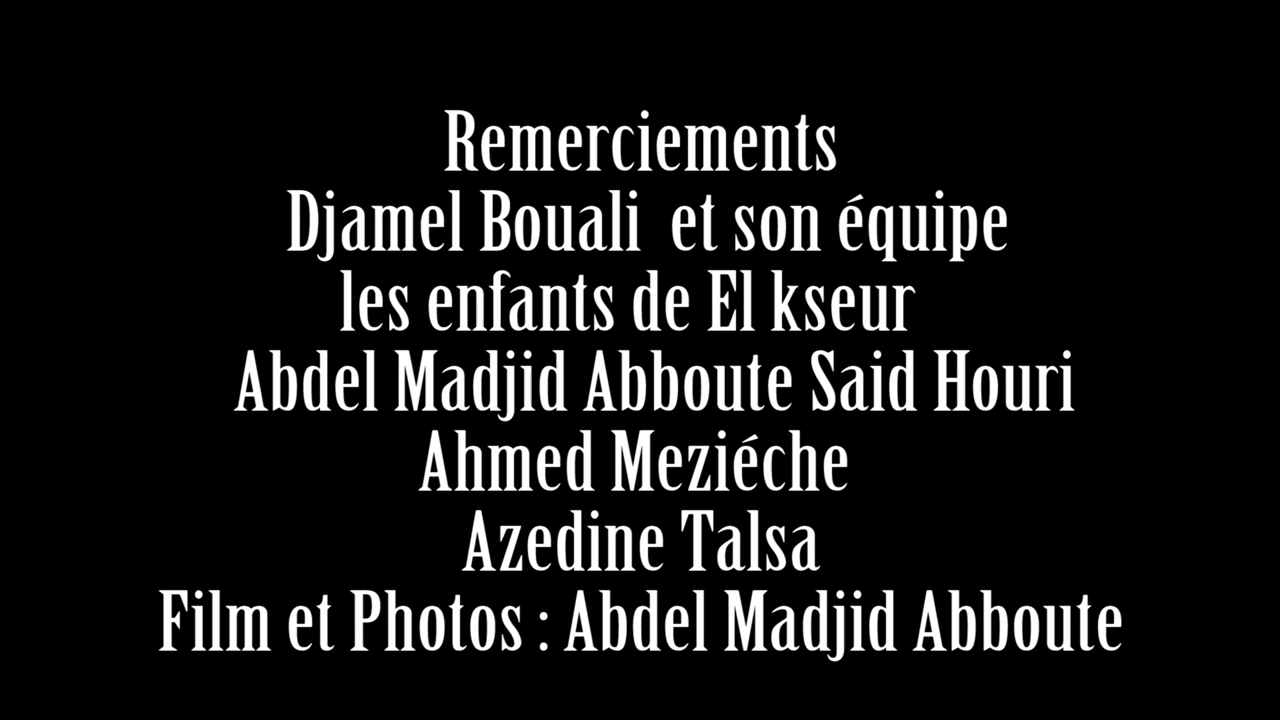 Remerciements
Djamel Bouali et son équipe
les enfants de El kseur
Abdel Madjid Abboute Said Houri
Ahmed Meziéche
Azedine Talsa
Film et Photos : Abdel Madjid Abboute